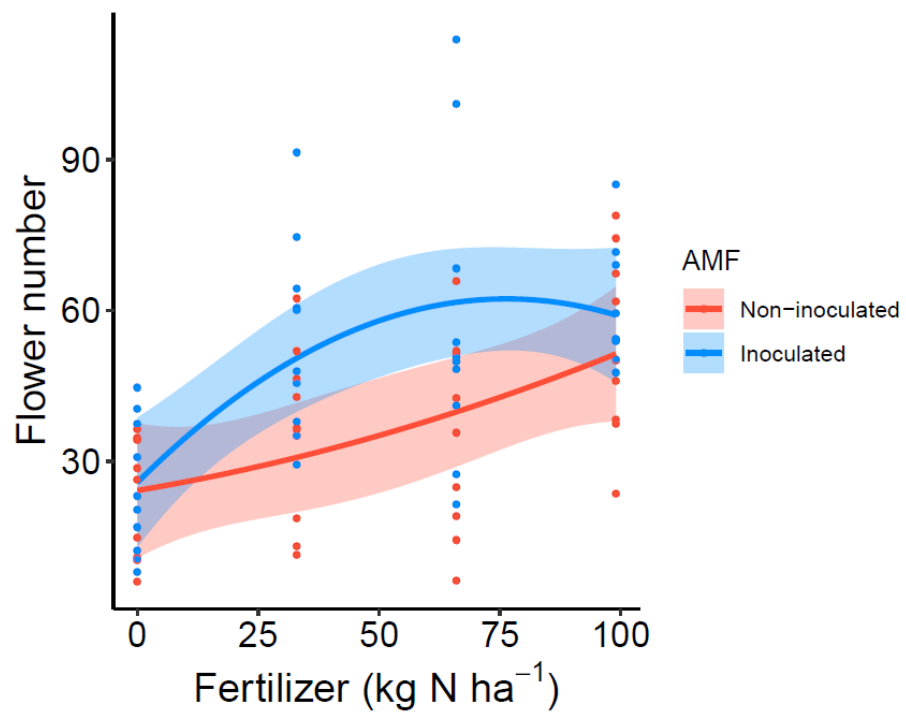 90
60
30
Flower number
0 25 50 75 100
Fertilizer (kg N ha⁻¹)
AMF
Non-inoculated
Inoculated